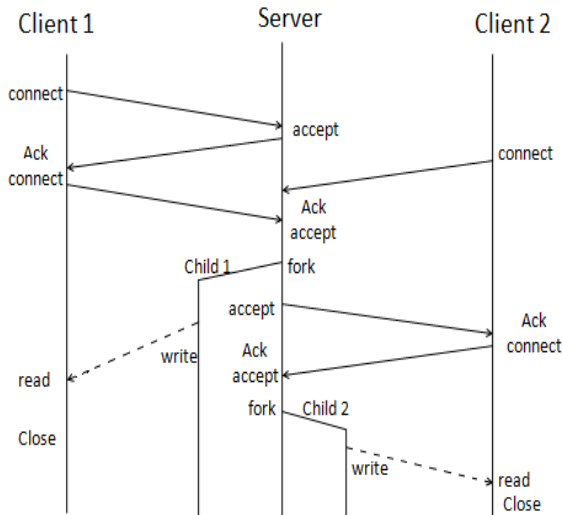 Client 1
Server
Client 2
connect
accept
Ack
connect
connect
Ack
accept
Child 1
fork
accept
Ack
connect
write
Ack
accept
read
fork
Child 2
Close
write
read
Close